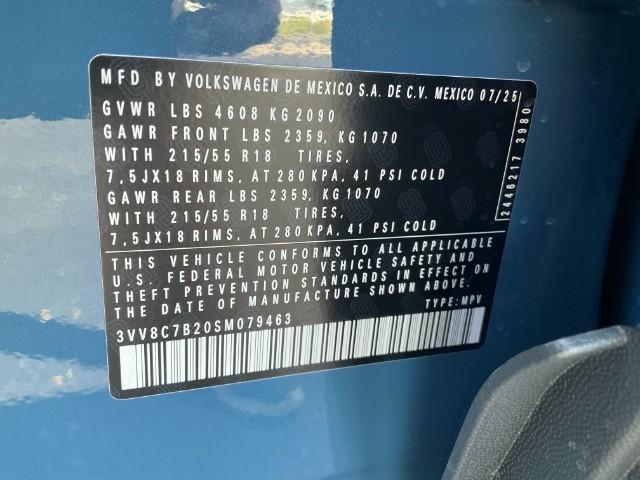 MFD BY VOLKSWAGEN DE MEXICO S.A. DE C.V. MEXICO 07/25
GVWR LBS 4608 KG 2090
GAWR FRONT LBS 2359, KG 1070
WITH 215/55 R18 TIRES,
7,5JX18 RIMS, AT 280 KPA, 41 PSI COLD
GAWR REAR LBS 2359, KG 1070
WITH 215/55 R18 TIRES,
7,5JX18 RIMS, AT 280 KPA, 41 PSI COLD
2446217 3980
THIS VEHICLE CONFORMS TO ALL APPLICABLE
U.S. FEDERAL MOTOR VEHICLE SAFETY AND
THEFT PREVENTION STANDARDS IN EFFECT ON
THE DATE OF MANUFACTURE SHOWN ABOVE.
TYPE: MPV
3VV8C7B20SM079463